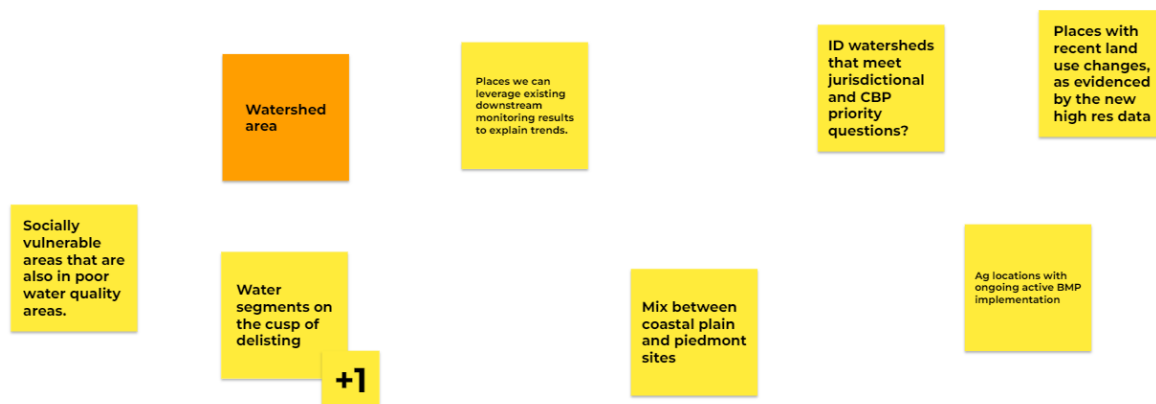 Watershed
area
Places we can
leverage existing
downstream
monitoring results
to explain trends.
ID watersheds
that meet
jurisdictional
and CBP
priority
questions?
Places with
recent land
use changes,
as evidenced
by the new
high res data
Socially
vulnerable
areas that are
also in poor
water quality
areas.
Water
segments on
the cusp of
delisting
+1
Mix between
coastal plain
and piedmont
sites
Ag locations with
ongoing active BMP
implementation